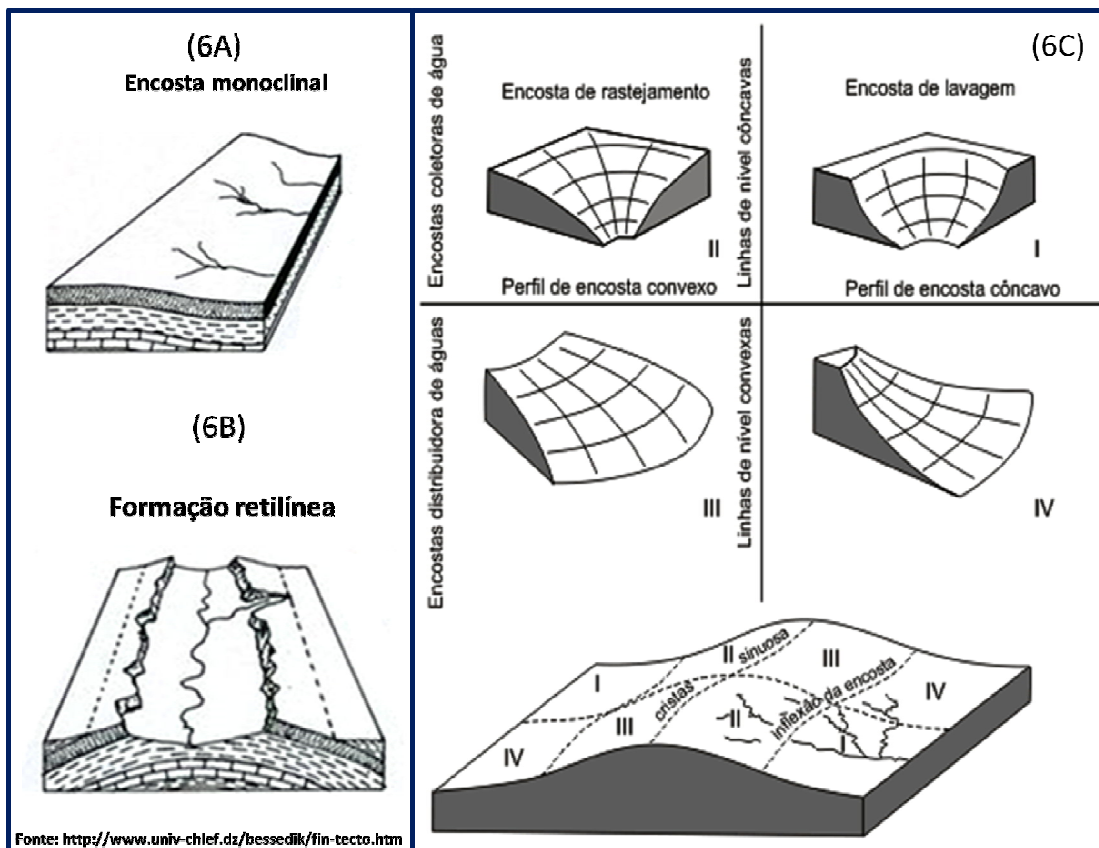 (6A)
Encosta monoclinal
(6B)
Formação retilínea
Fonte: http://www.univ-chlef.dz/bessedik/fin-tecto.htm
(6C)
Encostas coletoras de água
Encosta de rastejamento
II
Perfil de encosta convexo
Linhas de nível côncavas
Encosta de lavagem
I
Perfil de encosta côncavo
Encostas distribuidora de águas
III
Linhas de nível convexas
IV
I
II
sinuosa
III
IV
cristas
inflexão da encosta
III
II
I
IV